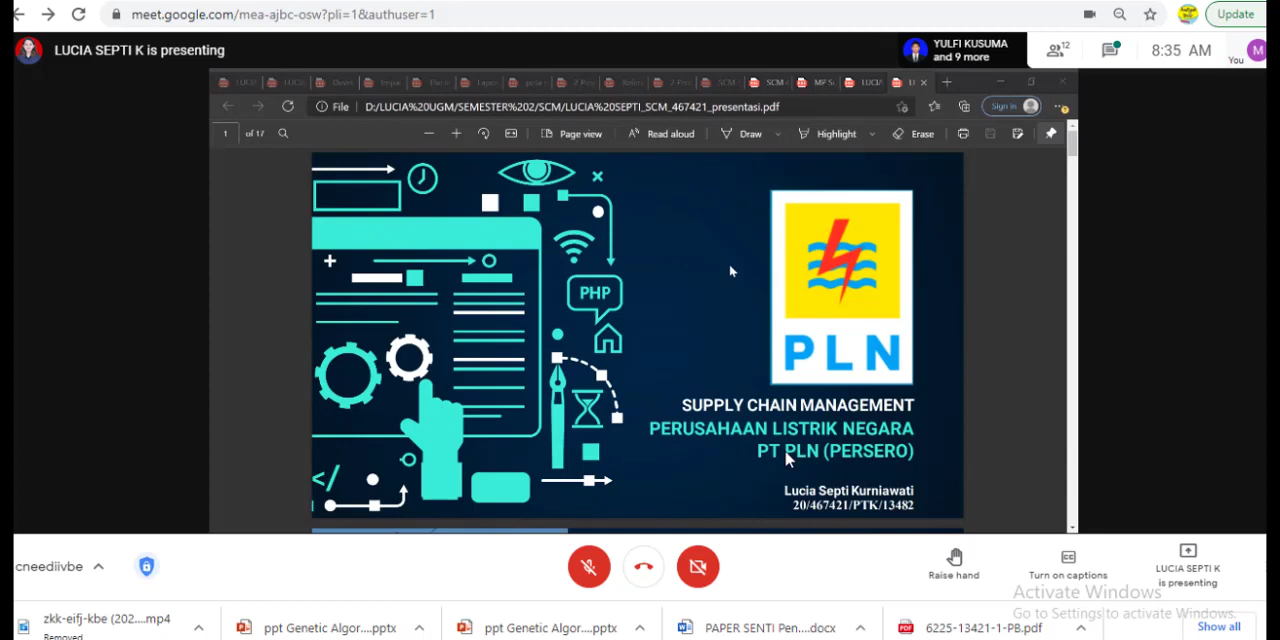 meet.google.com/mea-ajbc-osw?pli=1&authuser=1
Update
LUCIA SEPTI K is presenting
YULFI KUSUMA
and 9 more
12
8:35 AM
You
M
File
D:/LUCIA%20UGM/SEMESTER%202/SCM/LUCIA%20SEPTI_SCM_467421_presentasi.pdf
Sign in
1 of 17
Page view
Read aloud
Draw
Highlight
Erase
PHP
</
PLN
SUPPLY CHAIN MANAGEMENT
PERUSAHAAN LISTRIK NEGARA
PT PLN (PERSERO)
Lucia Septi Kurniawati
20/467421/PTK/13482
cneediivbe
Raise hand
Turn on captions
LUCIA SEPTI K
is presenting
Activate Windows
Go to Settings to activate Windows.
zkk-eifj-kbe (202....mp4
Removed
ppt Genetic Algor....pptx
ppt Genetic Algor....pptx
PAPER SENTI Pen....docx
6225-13421-1-PB.pdf
Show all